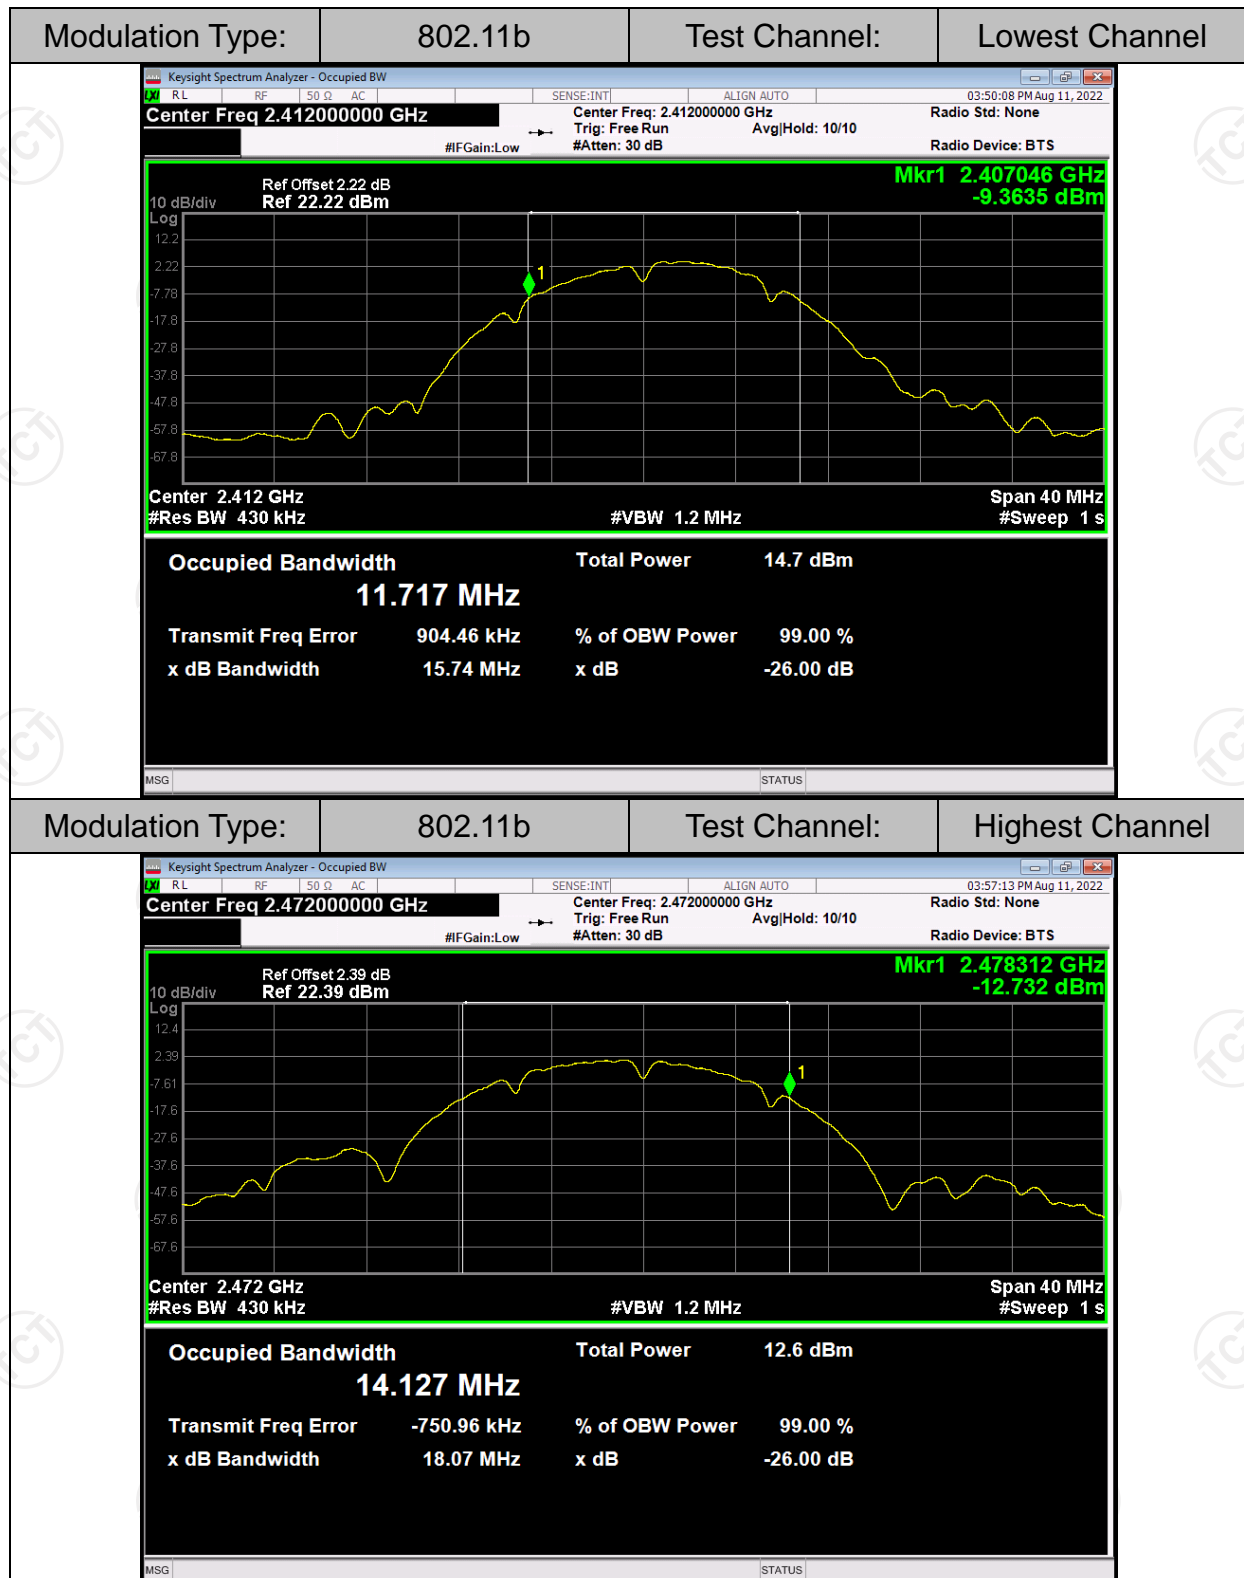 Modulation Type: 802.11b Test Channel: Lowest Channel
Keysight Spectrum Analyzer - Occupied BW
LXI RL RF 50 Ω AC SENSE:INT ALIGN AUTO 03:50:08 PM Aug 11, 2022
Center Freq 2.412000000 GHz Center Freq: 2.412000000 GHz Radio Std: None
Trig: Free Run Avg|Hold: 10/10
#IFGain:Low #Atten: 30 dB Radio Device: BTS
Mkr1 2.407046 GHz
-9.3635 dBm
Ref Offset 2.22 dB
10 dB/div Ref 22.22 dBm
Log
12.2
2.22
1
-7.78
-17.8
-27.8
-37.8
-47.8
-57.8
-67.8
Center 2.412 GHz Span 40 MHz
#Res BW 430 kHz #VBW 1.2 MHz #Sweep 1 s
Occupied Bandwidth Total Power 14.7 dBm
11.717 MHz
Transmit Freq Error 904.46 kHz % of OBW Power 99.00 %
x dB Bandwidth 15.74 MHz x dB -26.00 dB
MSG STATUS
Modulation Type: 802.11b Test Channel: Highest Channel
Keysight Spectrum Analyzer - Occupied BW
LXI RL RF 50 Ω AC SENSE:INT ALIGN AUTO 03:57:13 PM Aug 11, 2022
Center Freq 2.472000000 GHz Center Freq: 2.472000000 GHz Radio Std: None
Trig: Free Run Avg|Hold: 10/10
#IFGain:Low #Atten: 30 dB Radio Device: BTS
Mkr1 2.478312 GHz
-12.732 dBm
Ref Offset 2.39 dB
10 dB/div Ref 22.39 dBm
Log
12.4
2.39
1
-7.61
-17.6
-27.6
-37.6
-47.6
-57.6
-67.6
Center 2.472 GHz Span 40 MHz
#Res BW 430 kHz #VBW 1.2 MHz #Sweep 1 s
Occupied Bandwidth Total Power 12.6 dBm
14.127 MHz
Transmit Freq Error -750.96 kHz % of OBW Power 99.00 %
x dB Bandwidth 18.07 MHz x dB -26.00 dB
MSG STATUS
TCT
TCT
TCT
TCT
TCT
TCT
TCT
TCT
TCT
TCT